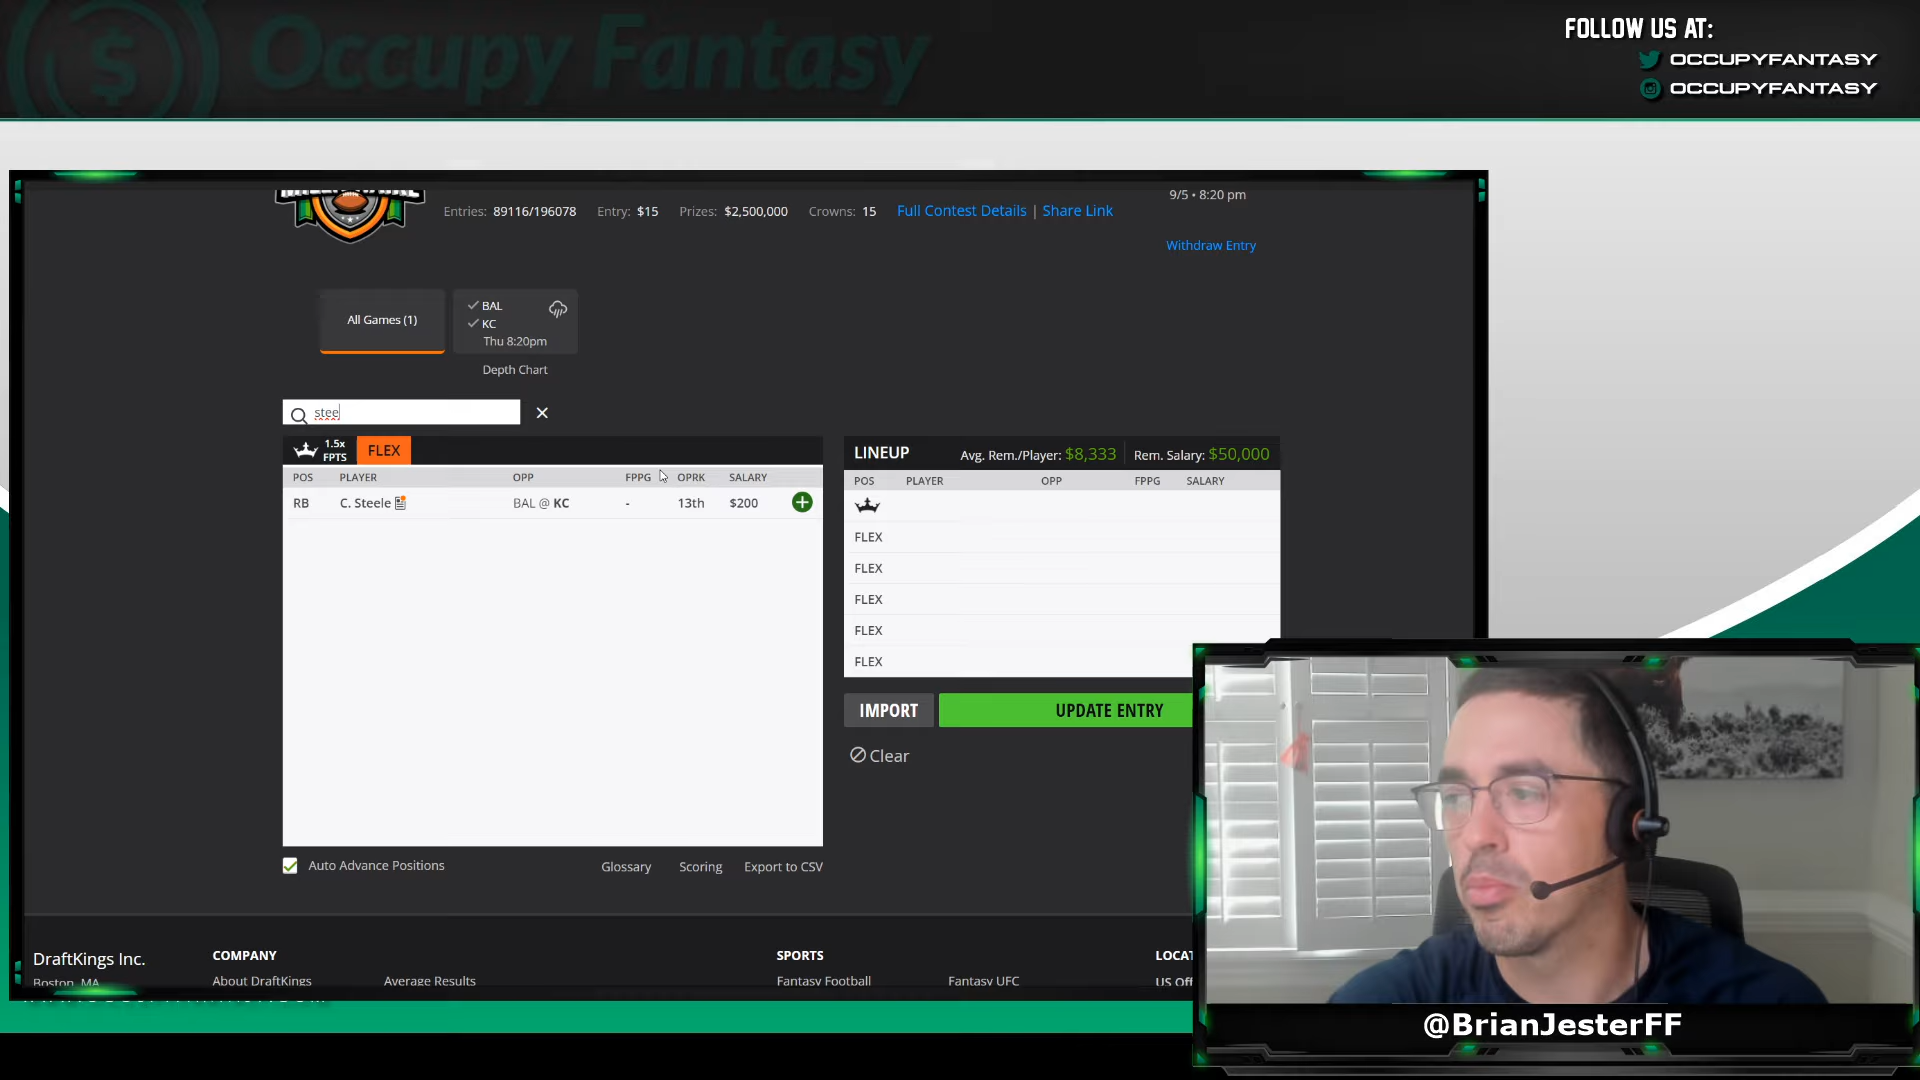 Occupy Fantasy
FOLLOW US AT:
OCCUPYFANTASY
OCCUPYFANTASY
9/5 • 8:20 pm
Entries: 89116/196078 Entry: $15 Prizes: $2,500,000 Crowns: 15 Full Contest Details | Share Link
Withdraw Entry
All Games (1)
BAL
KC
Thu 8:20pm
Depth Chart
stee
1.5x
FPTS
FLEX
POS PLAYER OPP FPPG OPRK SALARY
RB C. Steele BAL @ KC - 13th $200
LINEUP Avg. Rem./Player: $8,333 Rem. Salary: $50,000
POS PLAYER OPP FPPG SALARY
FLEX
FLEX
FLEX
FLEX
FLEX
IMPORT UPDATE ENTRY
Clear
Auto Advance Positions Glossary Scoring Export to CSV
DraftKings Inc.
Boston, MA
COMPANY
About DraftKings Average Results
SPORTS
Fantasy Football Fantasy UFC
LOCAT
US Off
@BrianJesterFF